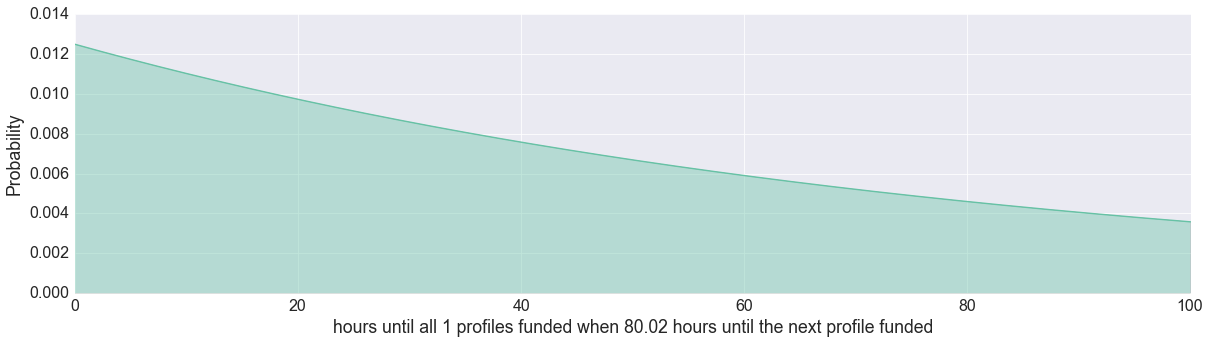 0.014
0.012
0.010
0.008
0.006
0.004
0.002
0.000
Probability
0 20 40 60 80 100
hours until all 1 profiles funded when 80.02 hours until the next profile funded